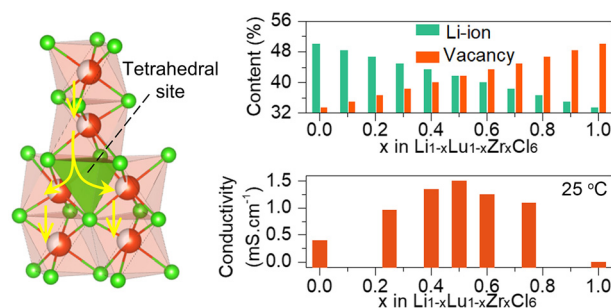 Tetrahedral
site
Content (%)
56
48
40
32
Li-ion
Vacancy
0.0 0.2 0.4 0.6 0.8 1.0
x in Li1-xLu1-xZrxCl6
Conductivity
(mS.cm⁻¹)
1.5
1.0
0.5
0.0
25 °C
0.0 0.2 0.4 0.6 0.8 1.0
x in Li1-xLu1-xZrxCl6